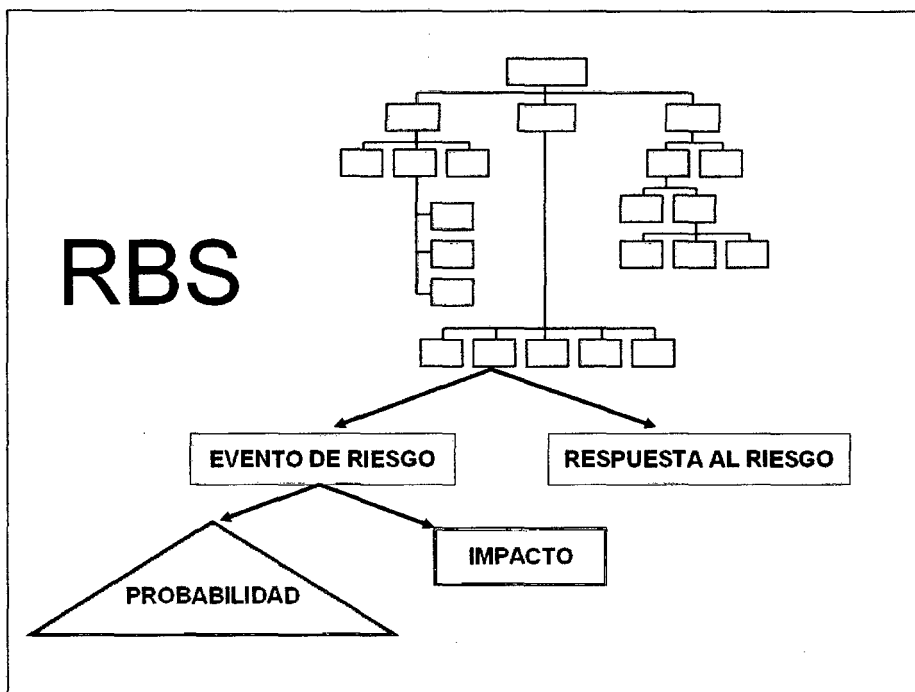 RBS
EVENTO DE RIESGO
RESPUESTA AL RIESGO
IMPACTO
PROBABILIDAD